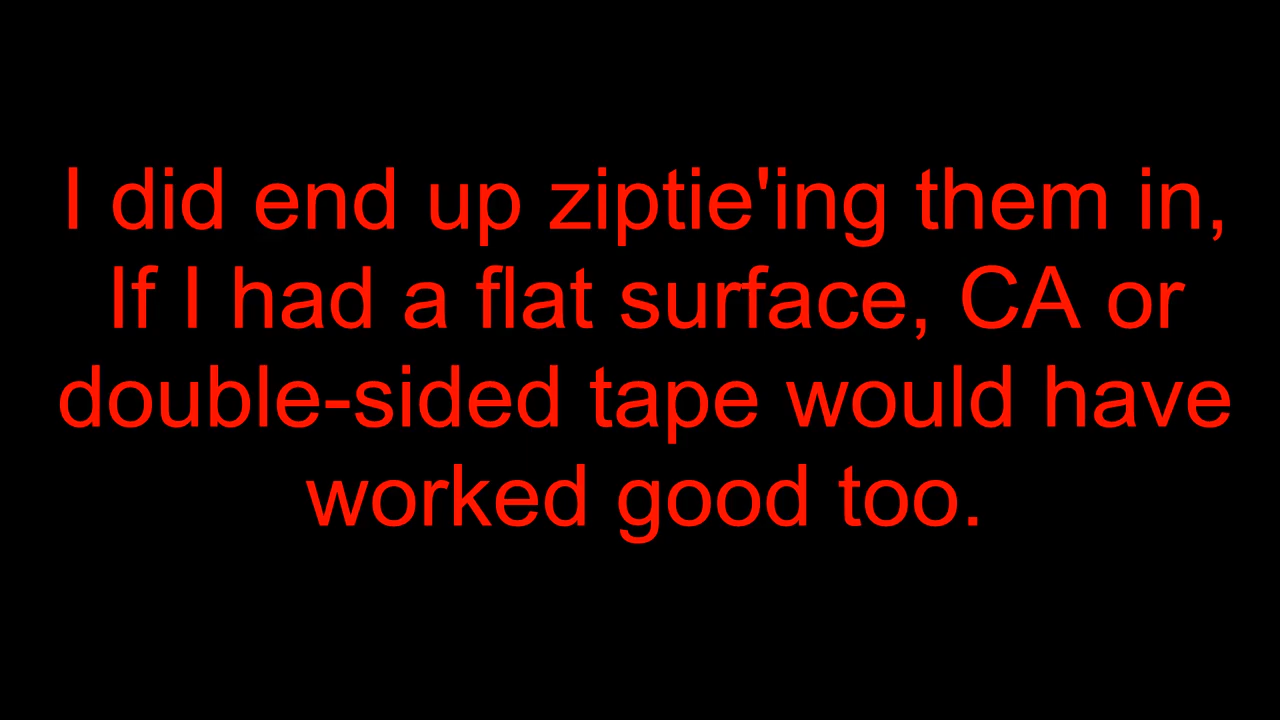 I did end up ziptie'ing them in,
If I had a flat surface, CA or
double-sided tape would have
worked good too.